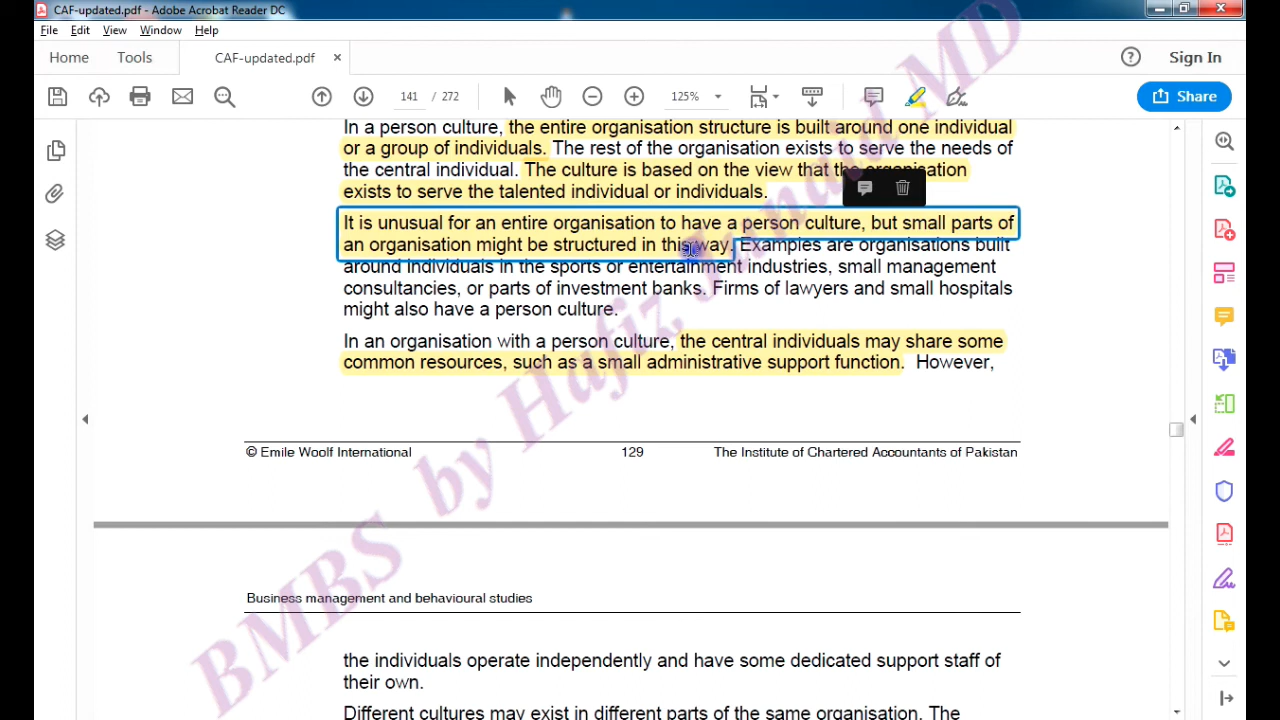 CAF-updated.pdf - Adobe Acrobat Reader DC
File Edit View Window Help
Home Tools CAF-updated.pdf × Sign In
141 / 272 125% Share
In a person culture, the entire organisation structure is built around one individual
or a group of individuals. The rest of the organisation exists to serve the needs of
the central individual. The culture is based on the view that the organisation
exists to serve the talented individual or individuals.
It is unusual for an entire organisation to have a person culture, but small parts of
an organisation might be structured in this way. Examples are organisations built
around individuals in the sports or entertainment industries, small management
consultancies, or parts of investment banks. Firms of lawyers and small hospitals
might also have a person culture.
In an organisation with a person culture, the central individuals may share some
common resources, such as a small administrative support function. However,
© Emile Woolf International 129 The Institute of Chartered Accountants of Pakistan
Business management and behavioural studies
the individuals operate independently and have some dedicated support staff of
their own.
Different cultures may exist in different parts of the same organisation. The
BMBS by Hafiz Junaid MD